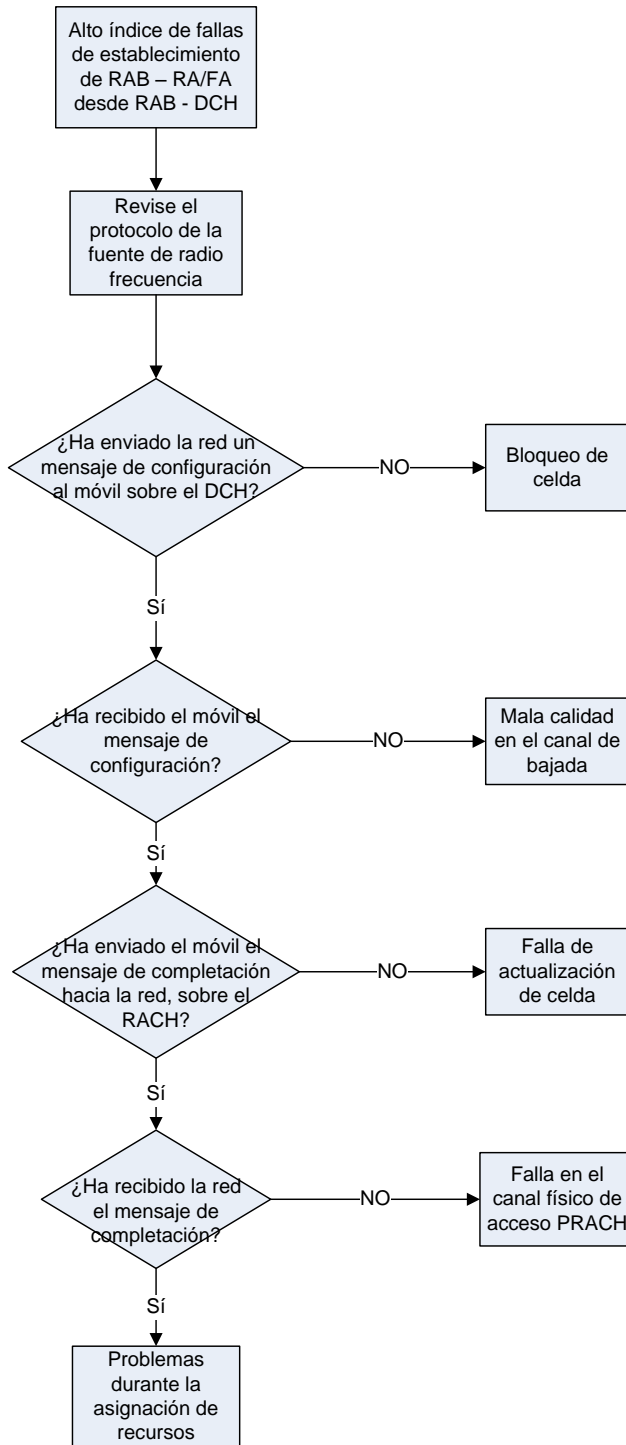 Alto índice de fallas
de establecimiento
de RAB – RA/FA
desde RAB - DCH
Revise el
protocolo de la
fuente de radio
frecuencia
¿Ha enviado la red un
mensaje de configuración
al móvil sobre el DCH?
NO
Bloqueo de
celda
Sí
¿Ha recibido el móvil el
mensaje de
configuración?
NO
Mala calidad
en el canal de
bajada
Sí
¿Ha enviado el móvil el
mensaje de completación
hacia la red, sobre el
RACH?
NO
Falla de
actualización
de celda
Sí
¿Ha recibido la red
el mensaje de
completación?
NO
Falla en el
canal físico de
acceso PRACH
Sí
Problemas
durante la
asignación de
recursos